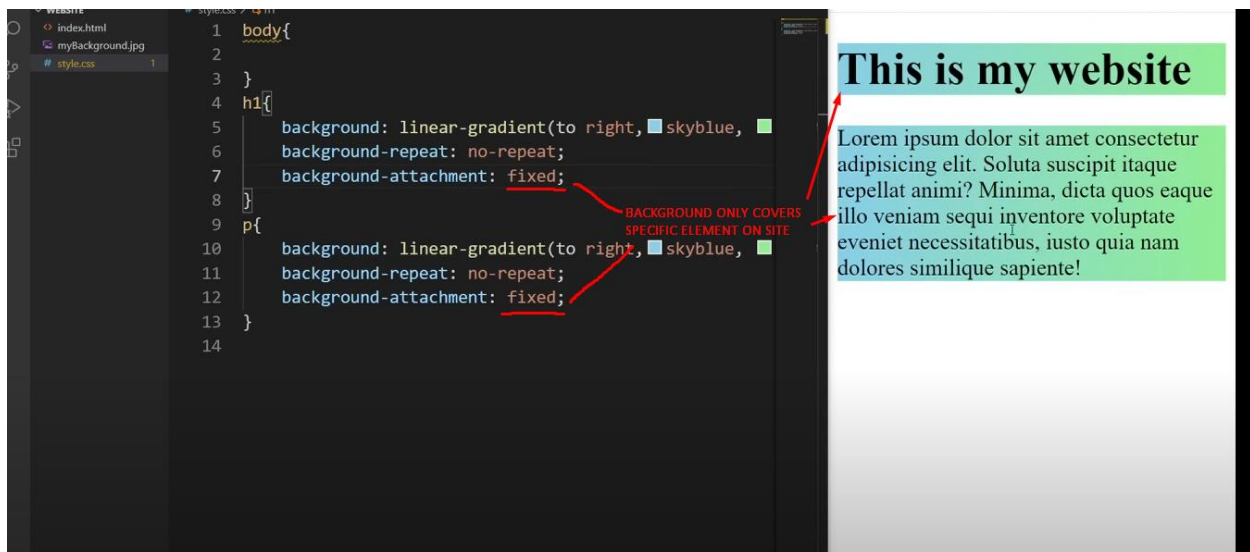 WEBSITE
index.html
myBackground.jpg
# style.css 1
# style.css > h1
1 body{
2
3 }
4 h1{
5 background: linear-gradient(to right, skyblue,
6 background-repeat: no-repeat;
7 background-attachment: fixed;
8 }
9 p{
10 background: linear-gradient(to right, skyblue,
11 background-repeat: no-repeat;
12 background-attachment: fixed;
13 }
14
BACKGROUND ONLY COVERS
SPECIFIC ELEMENT ON SITE
This is my website
Lorem ipsum dolor sit amet consectetur
adipisicing elit. Soluta suscipit itaque
repellat animi? Minima, dicta quos eaque
illo veniam sequi inventore voluptate
eveniet necessitatibus, iusto quia nam
dolores similique sapiente!